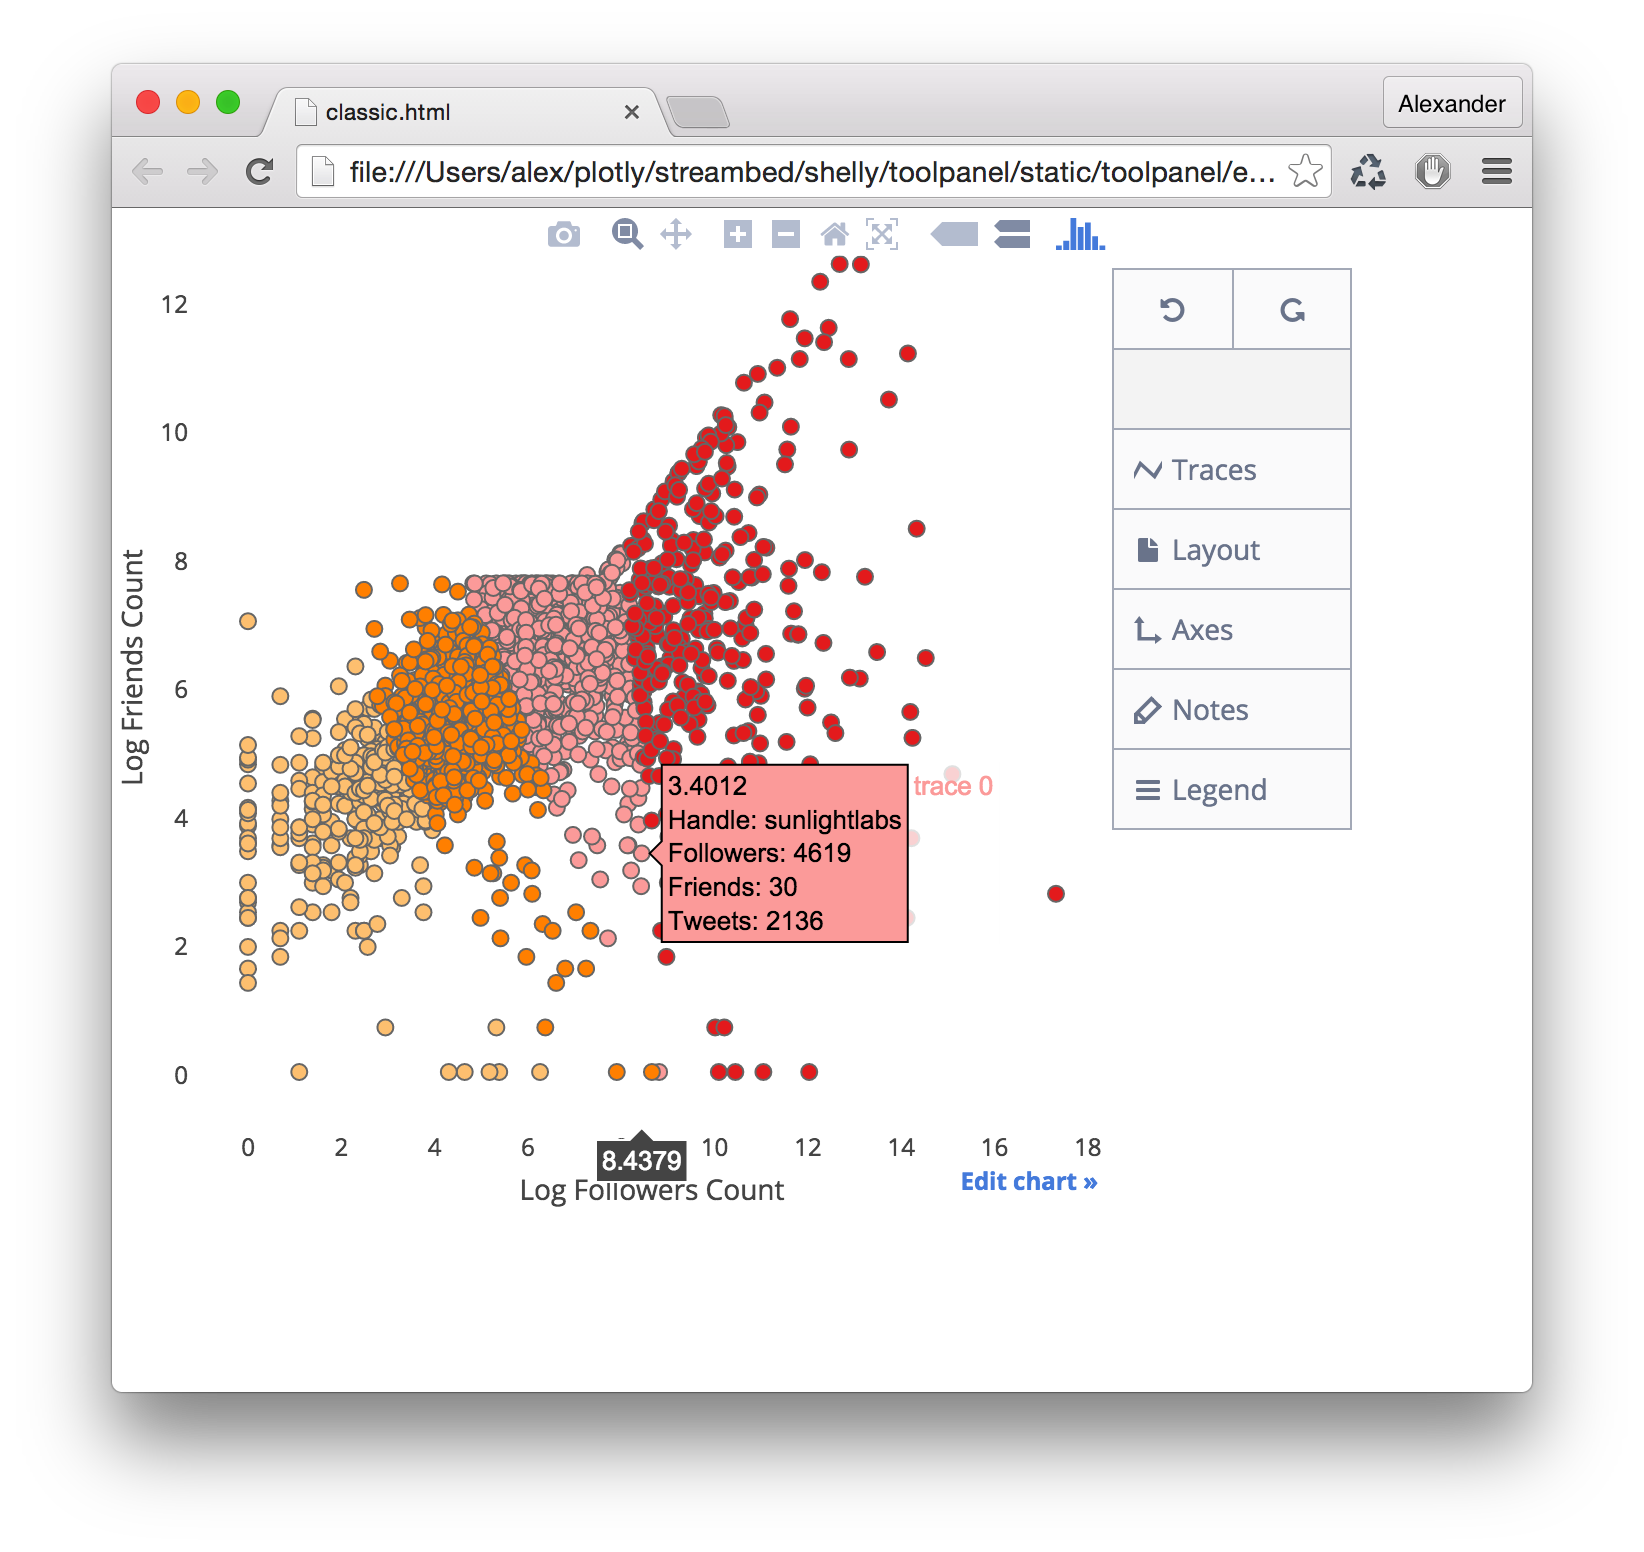 classic.html
Alexander
file:///Users/alex/plotly/streambed/shelly/toolpanel/static/toolpanel/e...
12
10
8
6
4
2
0
Log Friends Count
3.4012
Handle: sunlightlabs
Followers: 4619
Friends: 30
Tweets: 2136
trace 0
Traces
Layout
Axes
Notes
Legend
0 2 4 6 10 12 14 16 18
8.4379
Log Followers Count
Edit chart »